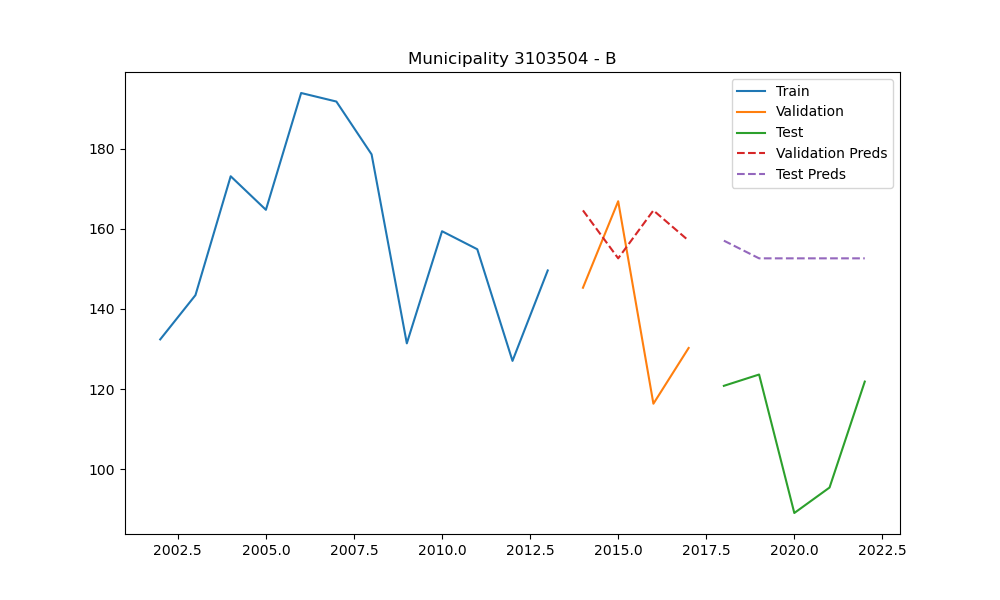 Municipality 3103504 - B
Train
Validation
Test
Validation Preds
Test Preds
180
160
140
120
100
2002.5 2005.0 2007.5 2010.0 2012.5 2015.0 2017.5 2020.0 2022.5